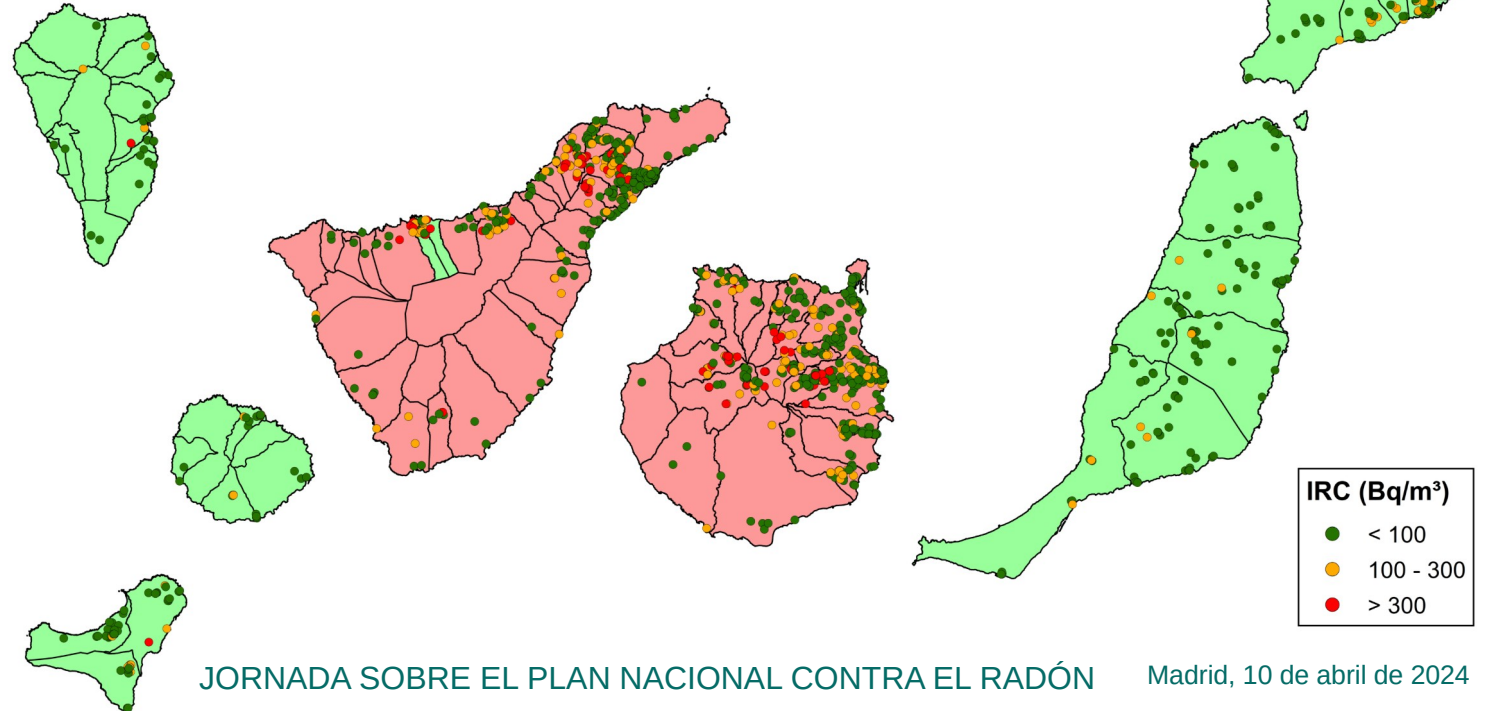 IRC (Bq/m³)
< 100
100 - 300
> 300
JORNADA SOBRE EL PLAN NACIONAL CONTRA EL RADÓN
Madrid, 10 de abril de 2024